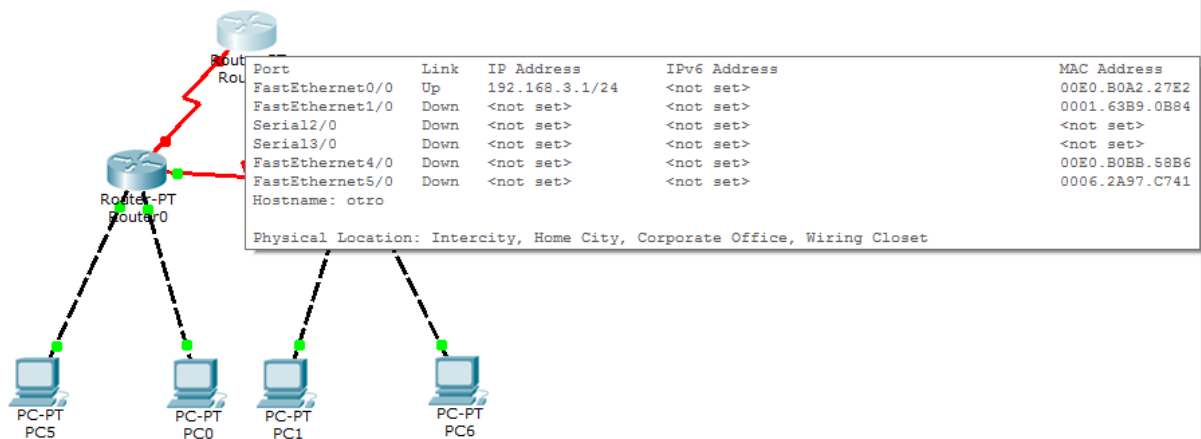 Port Link IP Address IPv6 Address MAC Address
FastEthernet0/0 Up 192.168.3.1/24 <not set> 00E0.B0A2.27E2
FastEthernet1/0 Down <not set> <not set> 0001.63B9.0B84
Serial2/0 Down <not set> <not set> <not set>
Serial3/0 Down <not set> <not set> <not set>
FastEthernet4/0 Down <not set> <not set> 00E0.B0BB.58B6
FastEthernet5/0 Down <not set> <not set> 0006.2A97.C741
Hostname: otro
Physical Location: Intercity, Home City, Corporate Office, Wiring Closet
Router-PT
Router0
PC-PT
PC5
PC-PT
PC0
PC-PT
PC1
PC-PT
PC6